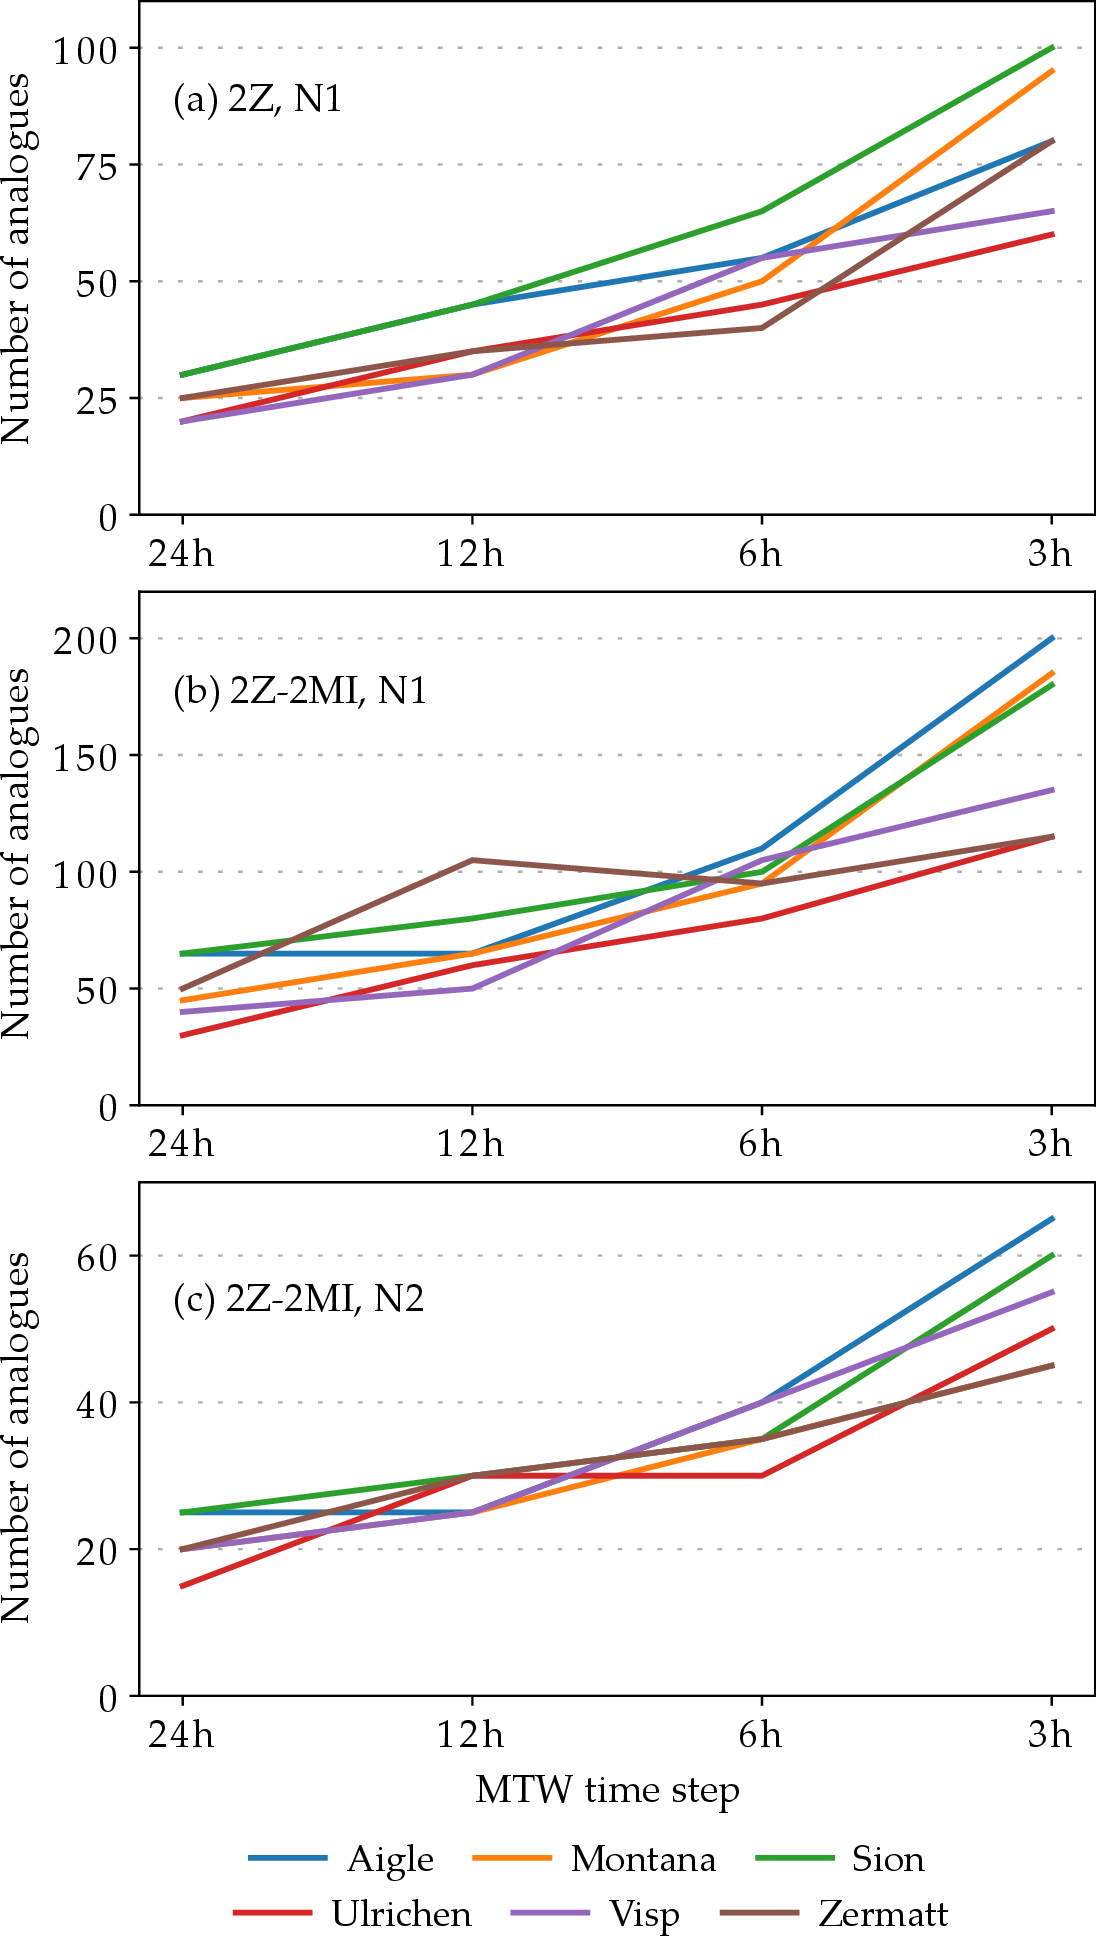 Number of analogues
100
75
50
25
0
(a) 2Z, N1
24h 12h 6h 3h
Number of analogues
200
150
100
50
0
(b) 2Z-2MI, N1
24h 12h 6h 3h
Number of analogues
60
40
20
0
(c) 2Z-2MI, N2
24h 12h 6h 3h
MTW time step
Aigle Montana Sion
Ulrichen Visp Zermatt